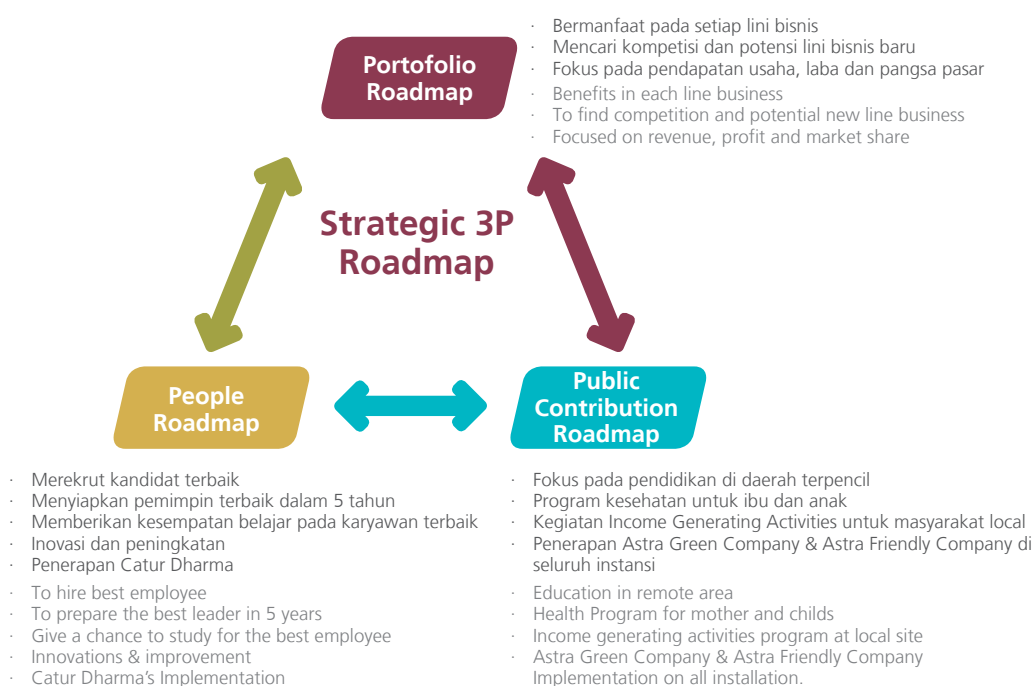 Portofolio
Roadmap
· Bermanfaat pada setiap lini bisnis
· Mencari kompetisi dan potensi lini bisnis baru
· Fokus pada pendapatan usaha, laba dan pangsa pasar
· Benefits in each line business
· To find competition and potential new line business
· Focused on revenue, profit and market share
Strategic 3P
Roadmap
People
Roadmap
Public
Contribution
Roadmap
· Merekrut kandidat terbaik
· Menyiapkan pemimpin terbaik dalam 5 tahun
· Memberikan kesempatan belajar pada karyawan terbaik
· Inovasi dan peningkatan
· Penerapan Catur Dharma
· To hire best employee
· To prepare the best leader in 5 years
· Give a chance to study for the best employee
· Innovations & improvement
· Catur Dharma's Implementation
· Fokus pada pendidikan di daerah terpencil
· Program kesehatan untuk ibu dan anak
· Kegiatan Income Generating Activities untuk masyarakat local
· Penerapan Astra Green Company & Astra Friendly Company di
seluruh instansi
· Education in remote area
· Health Program for mother and childs
· Income generating activities program at local site
· Astra Green Company & Astra Friendly Company
Implementation on all installation.